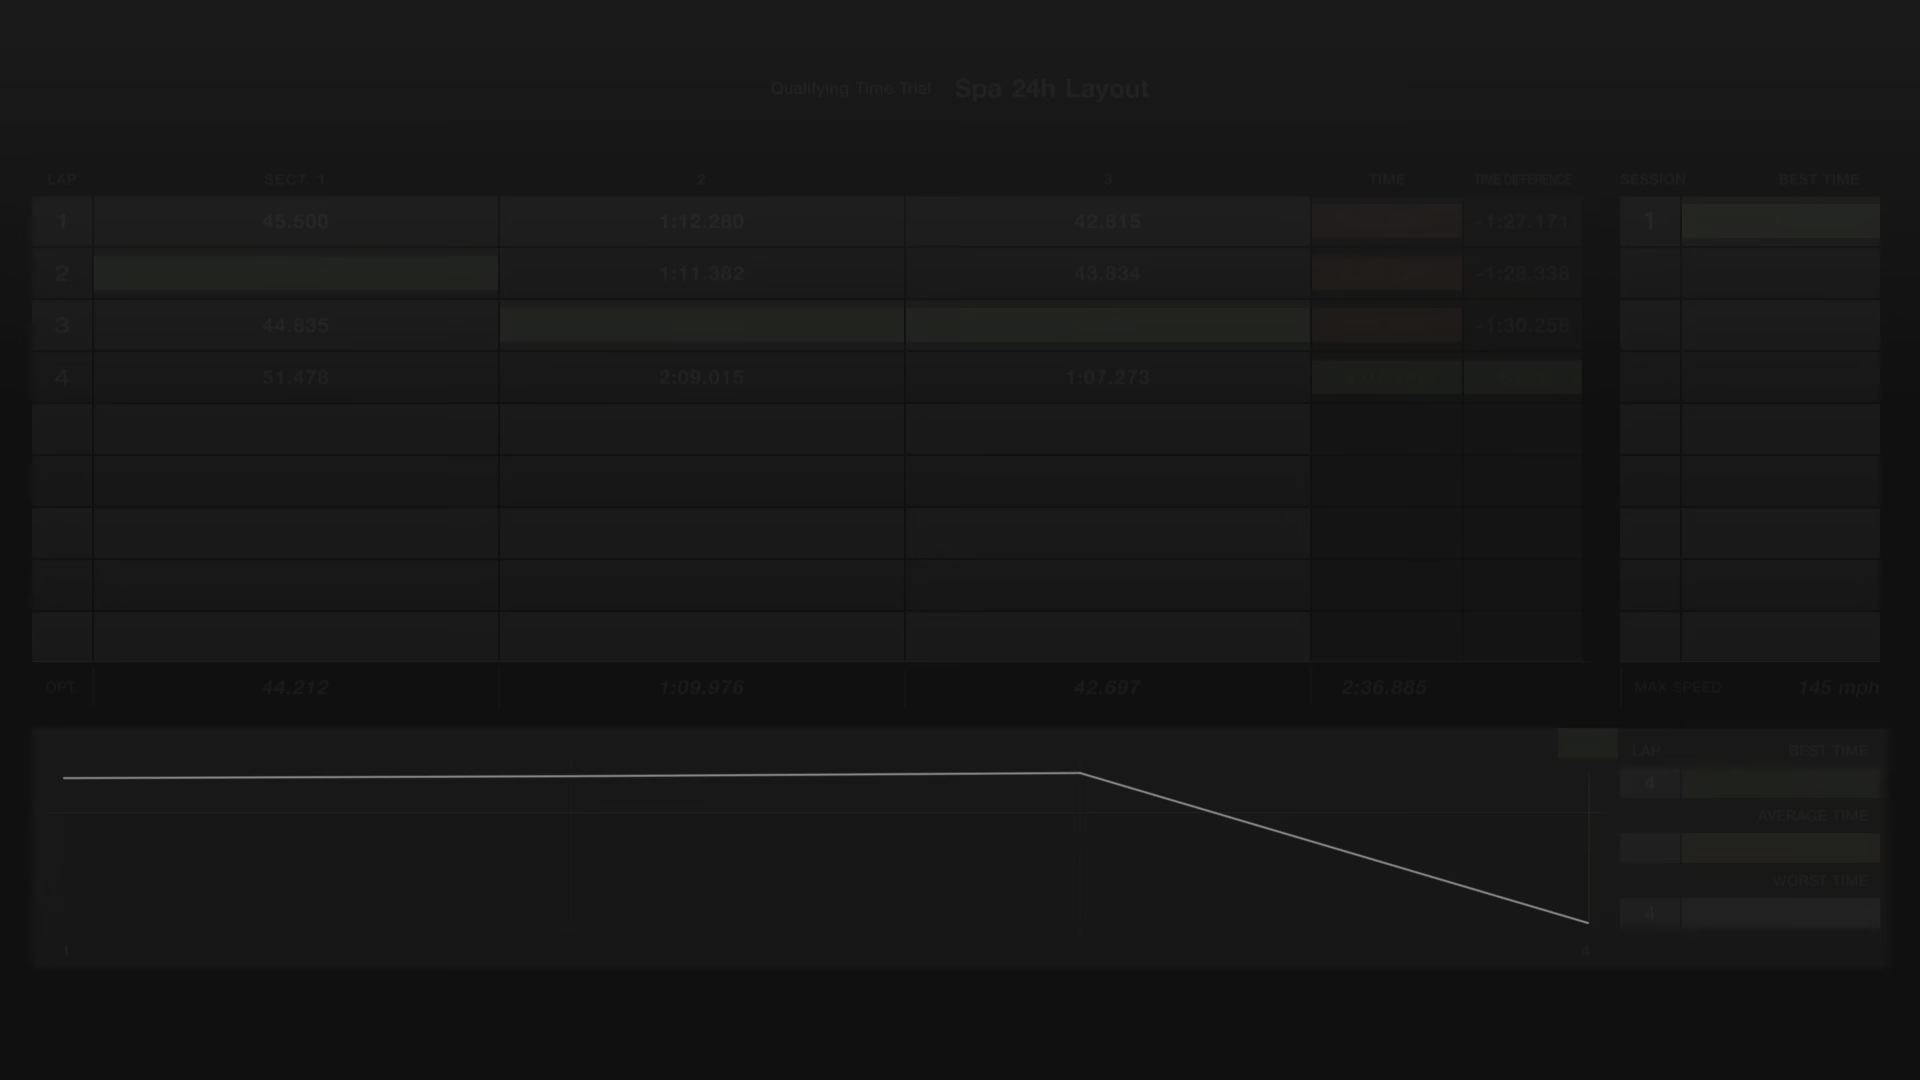 Qualifying Time Trial Spa 24h Layout
LAP SECT 1 2 3 TIME TIME DIFFERENCE SESSION BEST TIME
1 45.500 1:12.280 42.815 -1:27.171 1
2 1:11.382 43.834 -1:28.338
3 44.835 -1:30.258
4 51.478 2:09.015 1:07.273
OPT. 44.212 1:09.976 42.697 2:36.885 MAX SPEED 145 mph
LAP BEST TIME
4
AVERAGE TIME
WORST TIME
4
1 4